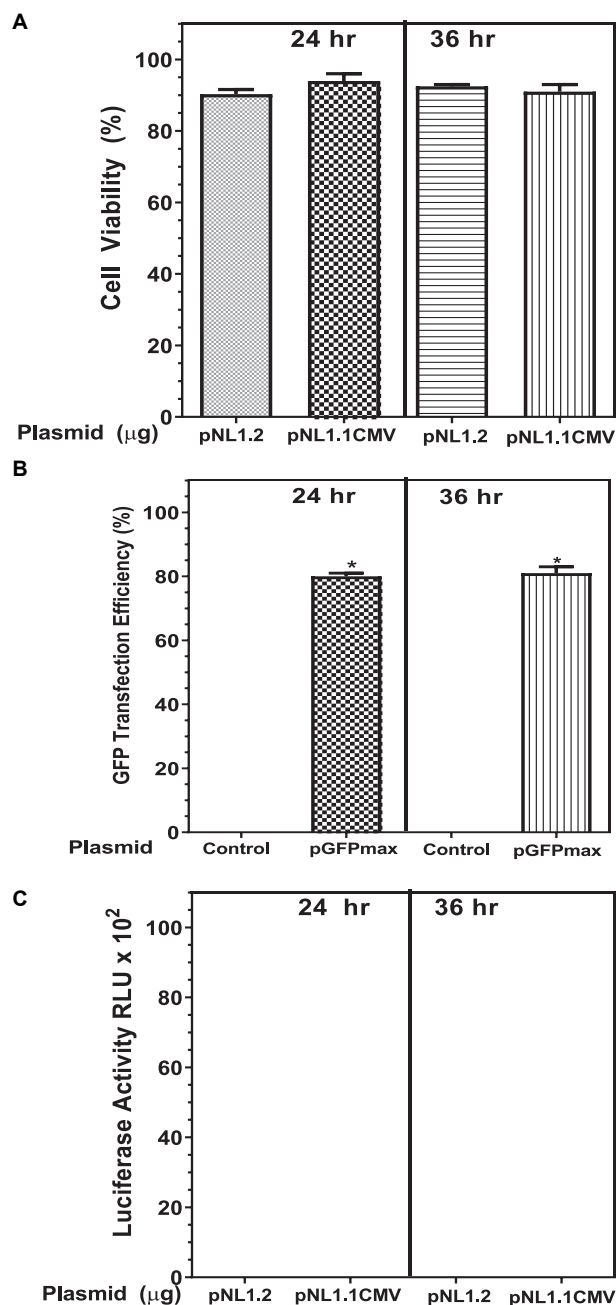 A
24 hr
36 hr
Cell Viability (%)
100
80
60
40
20
0
Plasmid (μg)
pNL1.2
pNL1.1CMV
pNL1.2
pNL1.1CMV
B
24 hr
36 hr
GFP Transfection Efficiency (%)
100
80
60
40
20
0
*
*
Plasmid
Control
pGFPmax
Control
pGFPmax
C
24 hr
36 hr
Luciferase Activity RLU x 10²
100
80
60
40
20
0
Plasmid (μg)
pNL1.2
pNL1.1CMV
pNL1.2
pNL1.1CMV